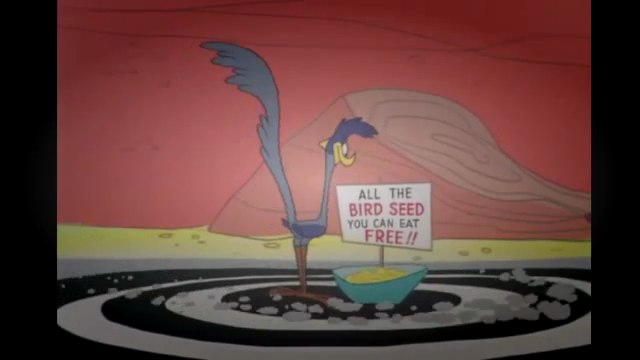 ALL THE
BIRD SEED
YOU CAN EAT
FREE!!